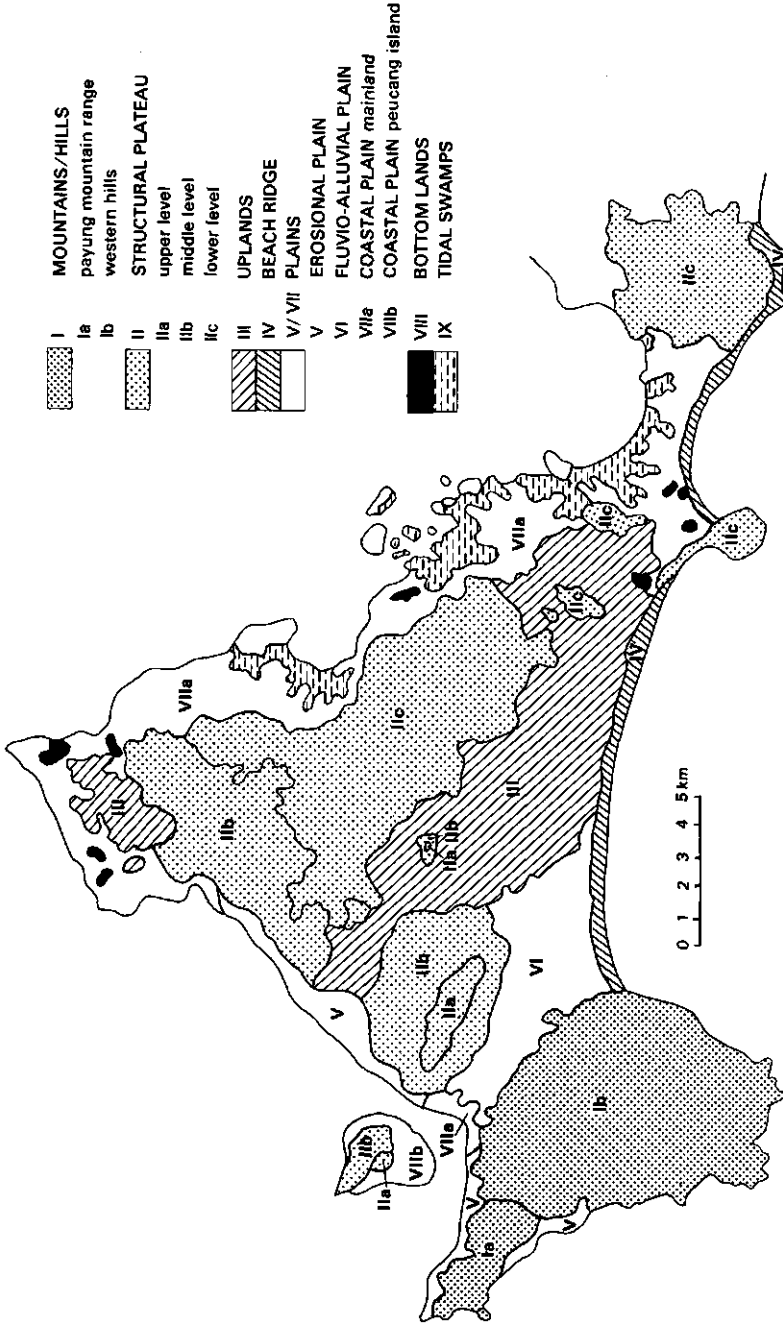 I MOUNTAINS/HILLS
Ia payung mountain range
Ib western hills
II STRUCTURAL PLATEAU
IIa upper level
IIb middle level
IIc lower level
III UPLANDS
IV BEACH RIDGE
V/VII PLAINS
V EROSIONAL PLAIN
VI FLUVIO-ALLUVIAL PLAIN
VIIa COASTAL PLAIN mainland
VIIb COASTAL PLAIN peucang island
VIII BOTTOM LANDS
IX TIDAL SWAMPS
III
VIIa
IIb
IIc
VIIa
IIc
IIc
IIc
IIc
IV
IV
III
IIa IIb
V
IIb
IIa
VI
IIb
IIa
VIIb
VIIa
V
Ia
V
Ib
0 1 2 3 4 5 km